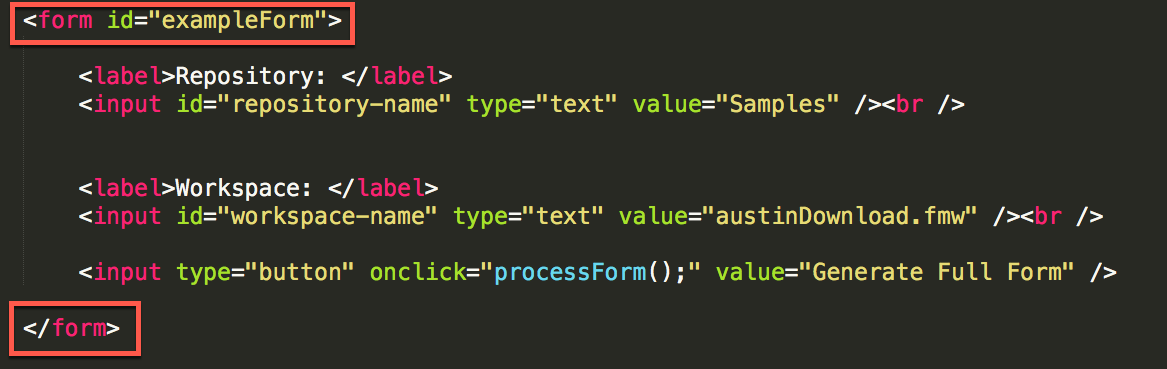 <form id="exampleForm">
<label>Repository: </label>
<input id="repository-name" type="text" value="Samples" /><br />
<label>Workspace: </label>
<input id="workspace-name" type="text" value="austinDownload.fmw" /><br />
<input type="button" onclick="processForm();" value="Generate Full Form" />
</form>